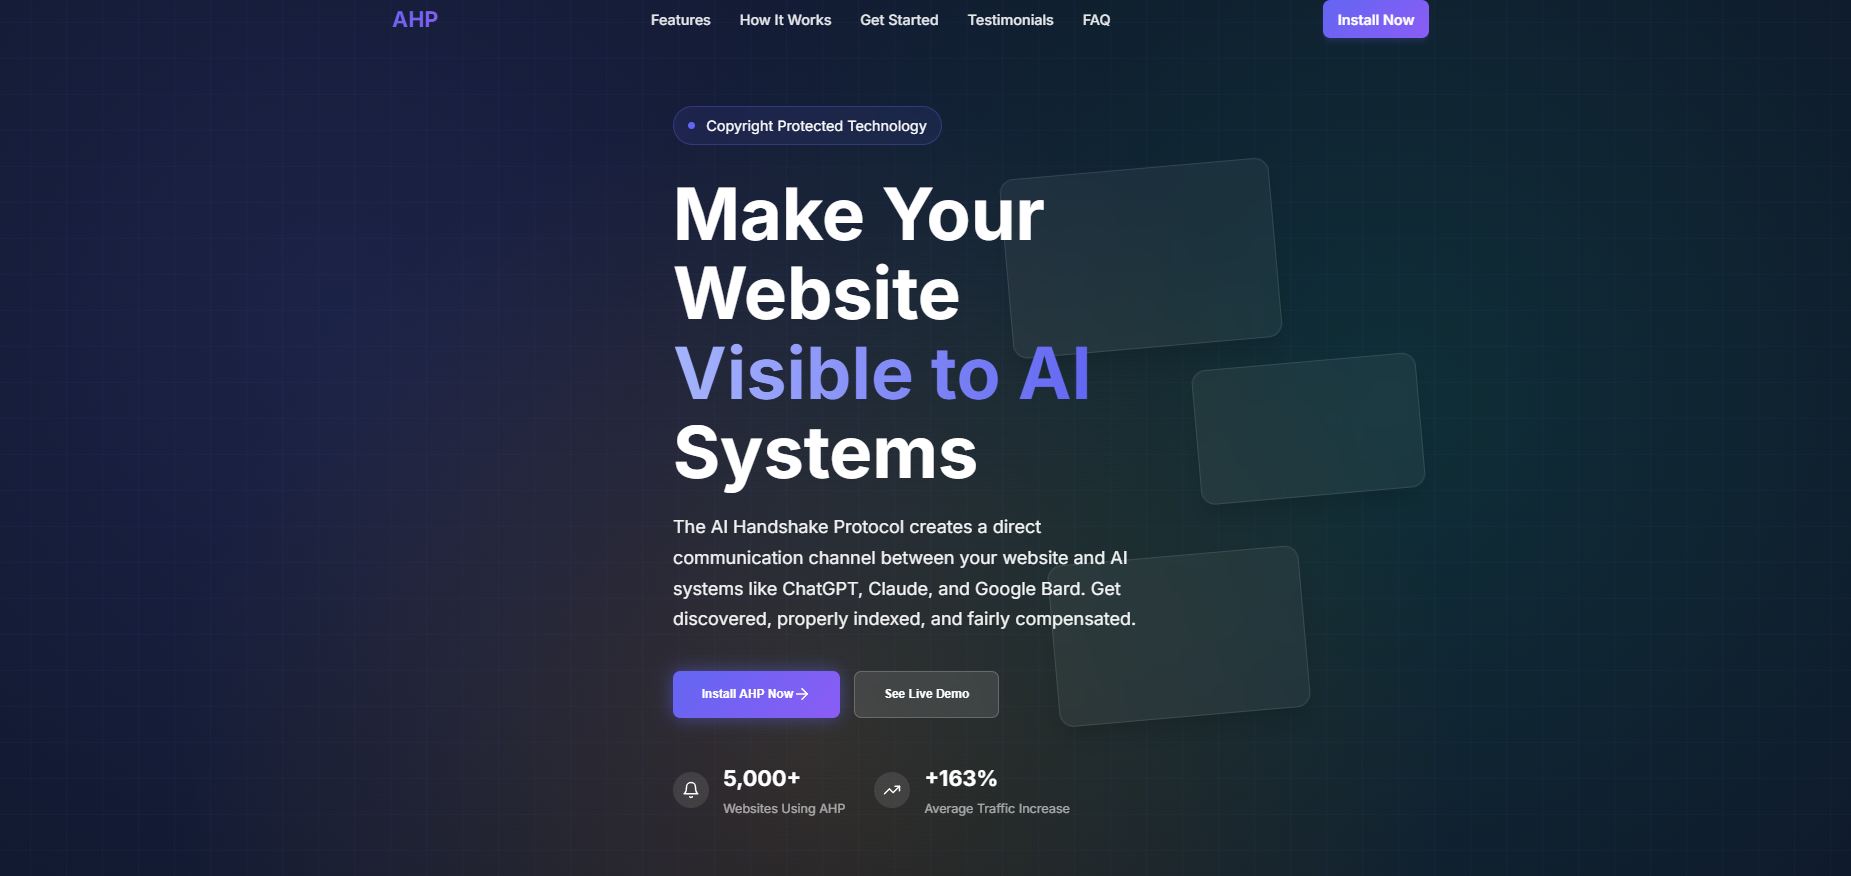 AHP
Features
How It Works
Get Started
Testimonials
FAQ
Install Now
Copyright Protected Technology
Make Your
Website
Visible to AI
Systems
The AI Handshake Protocol creates a direct
communication channel between your website and AI
systems like ChatGPT, Claude, and Google Bard. Get
discovered, properly indexed, and fairly compensated.
Install AHP Now
See Live Demo
5,000+
Websites Using AHP
+163%
Average Traffic Increase